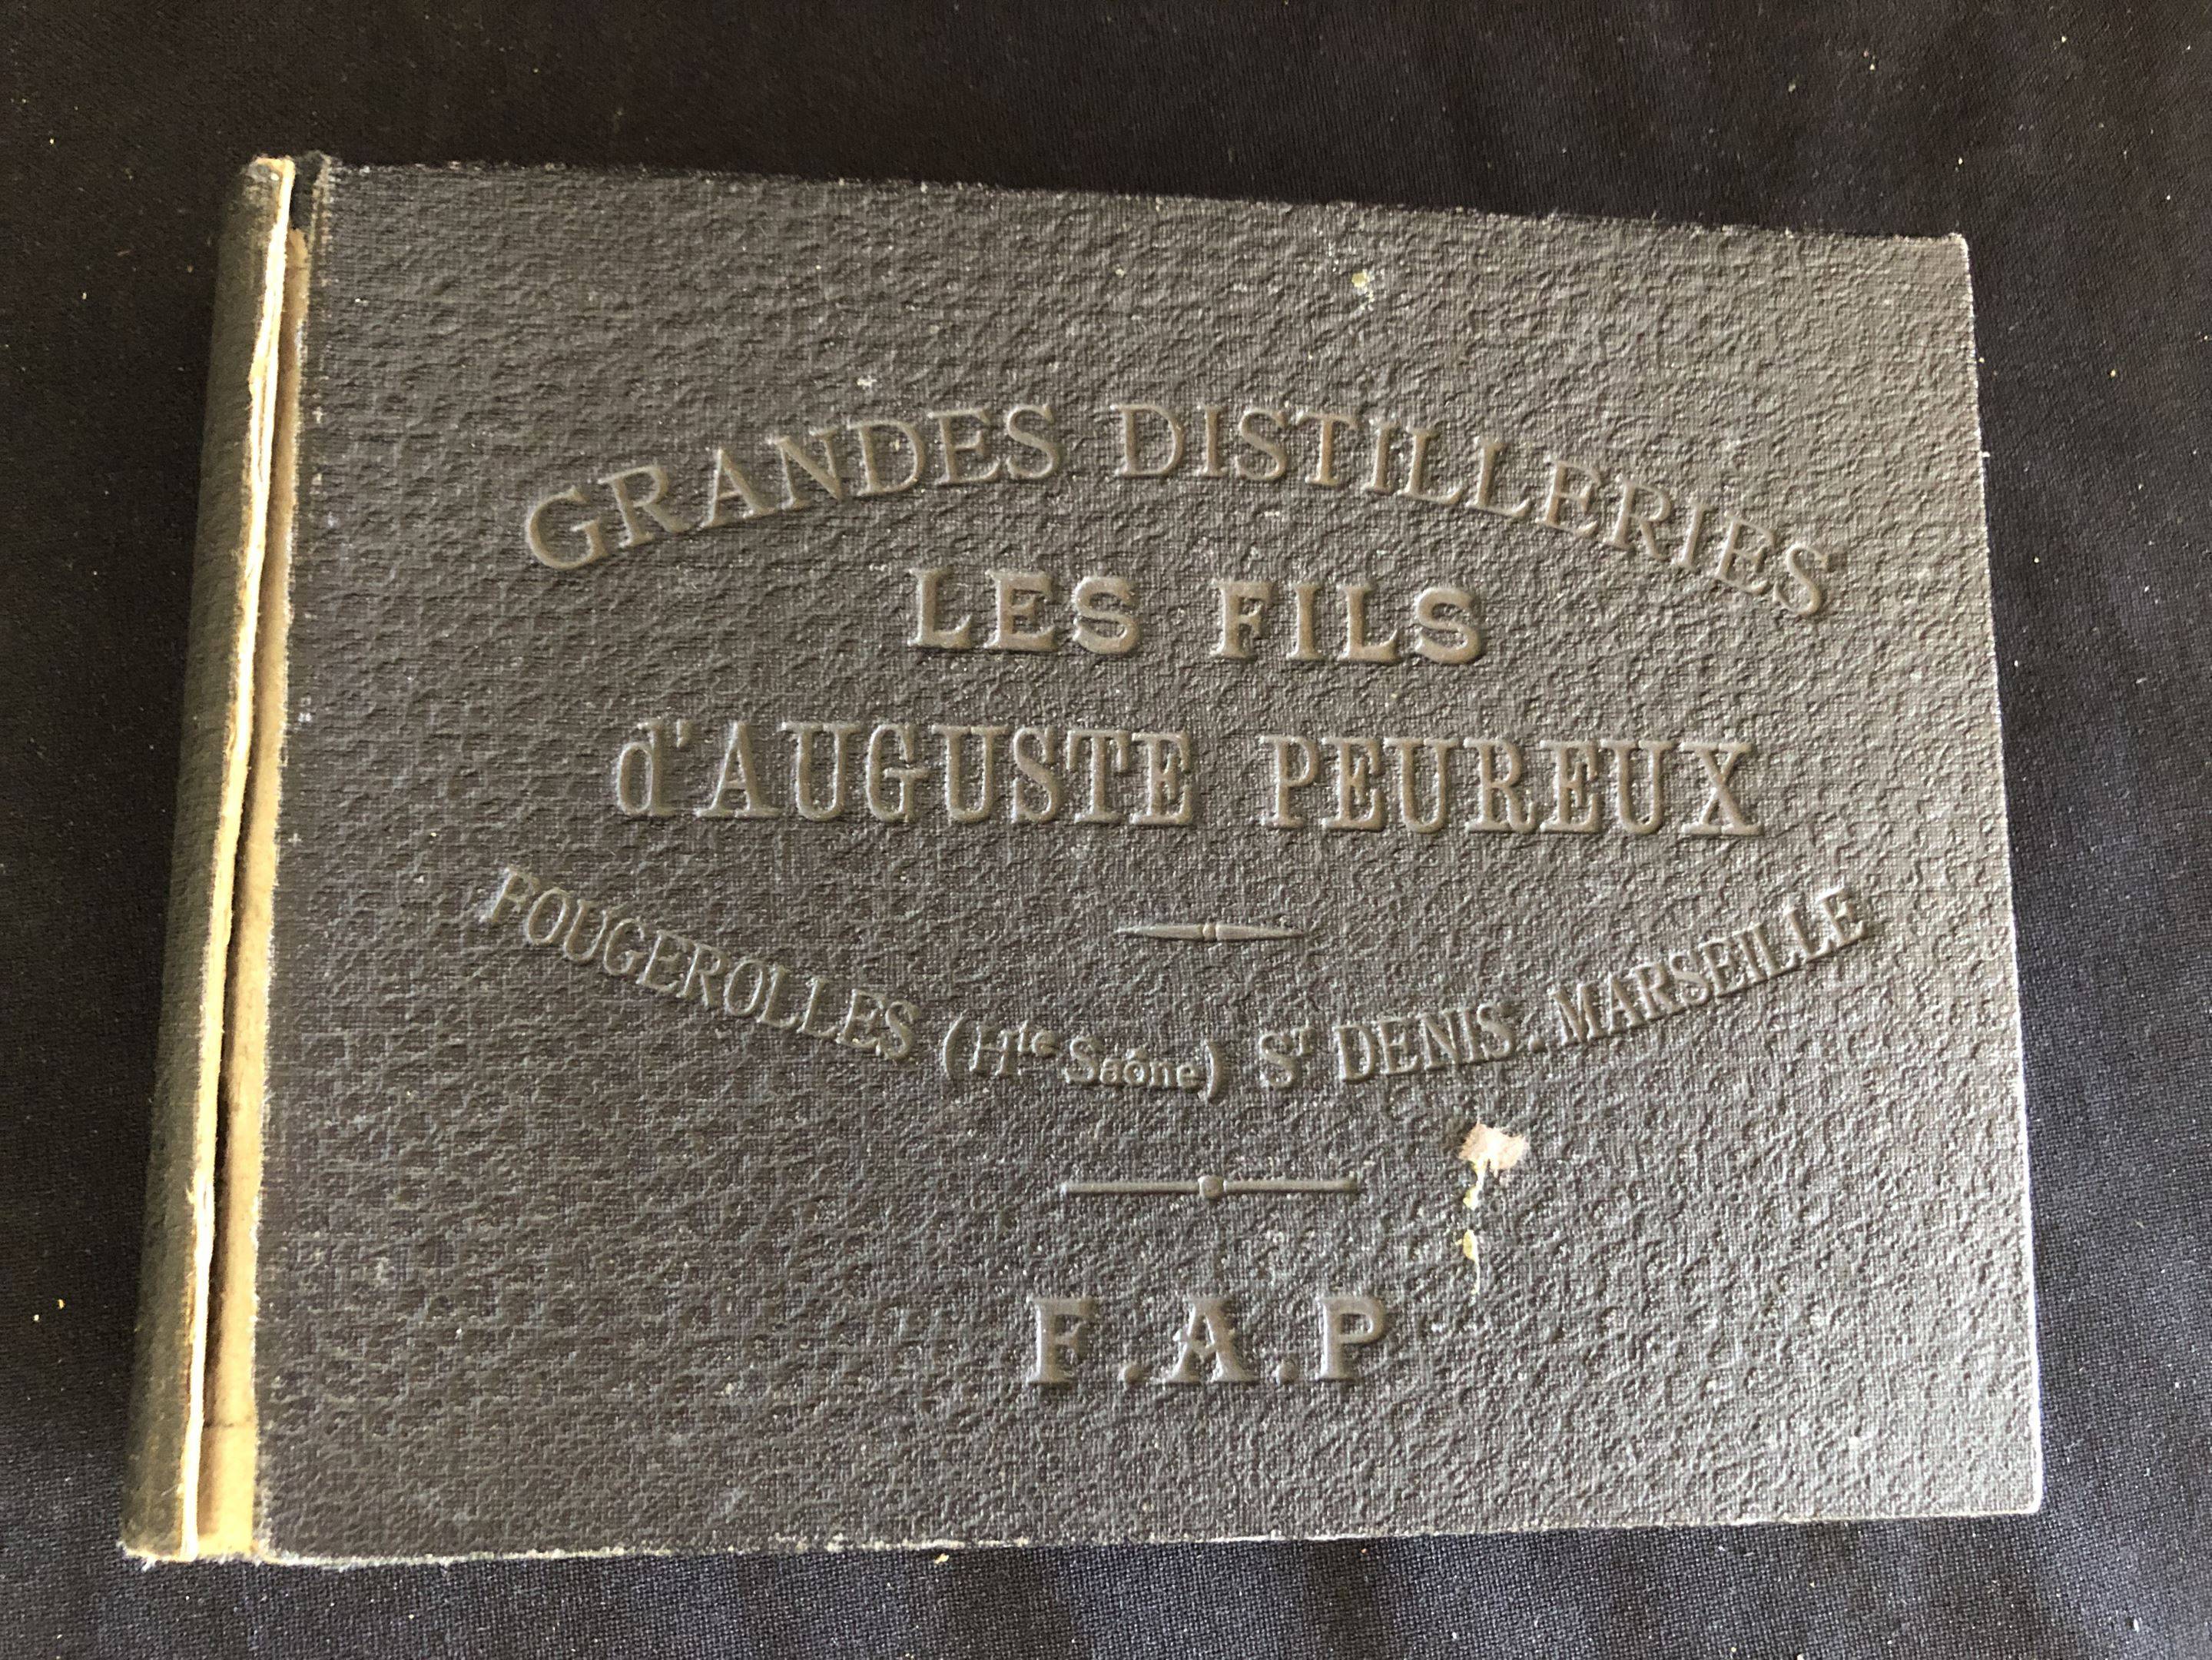 GRANDES DISTILLERIES
LES FILS
d'AUGUSTE PEUREUX
FOUGEROLLES (Hte Saône) St DENIS. MARSEILLE
F.A.P